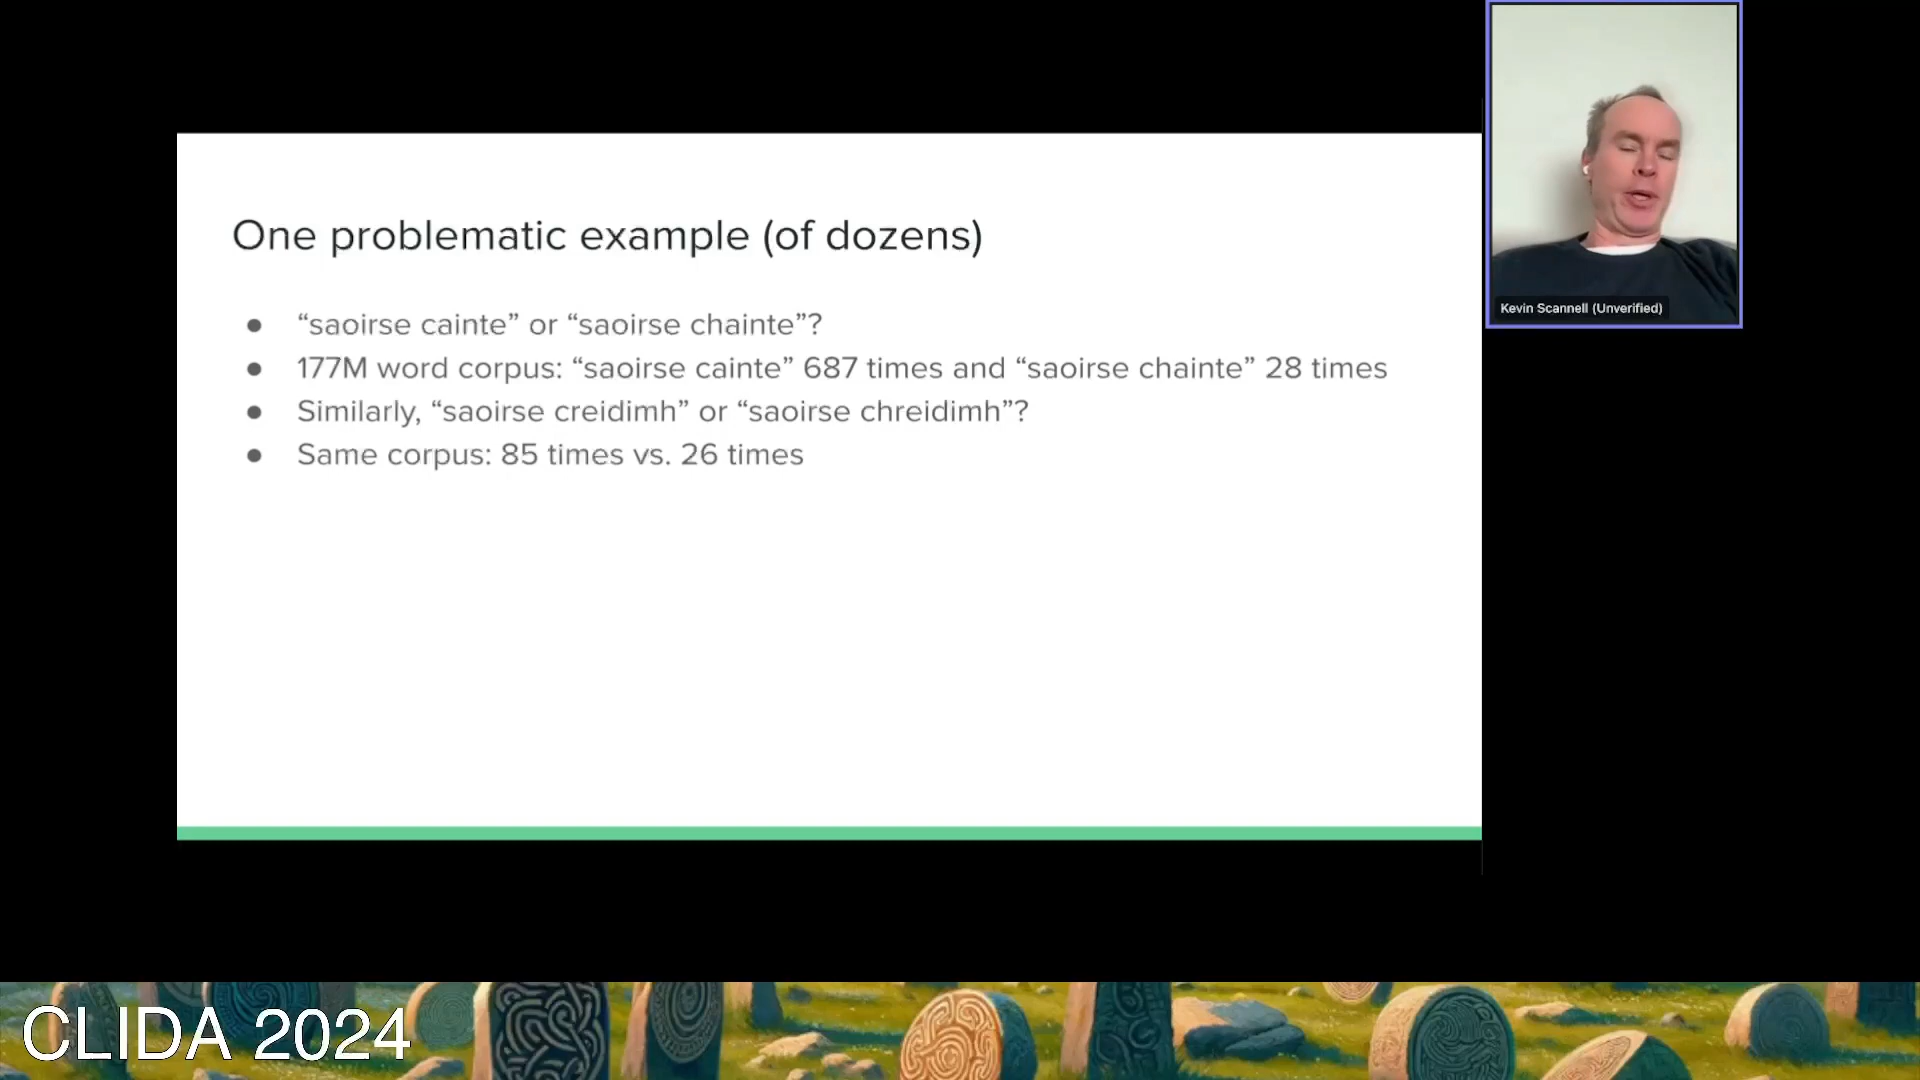 One problematic example (of dozens)
● “saoirse cainte” or “saoirse chainte”?
● 177M word corpus: “saoirse cainte” 687 times and “saoirse chainte” 28 times
● Similarly, “saoirse creidimh” or “saoirse chreidimh”?
● Same corpus: 85 times vs. 26 times
Kevin Scannell (Unverified)
CLIDA 2024